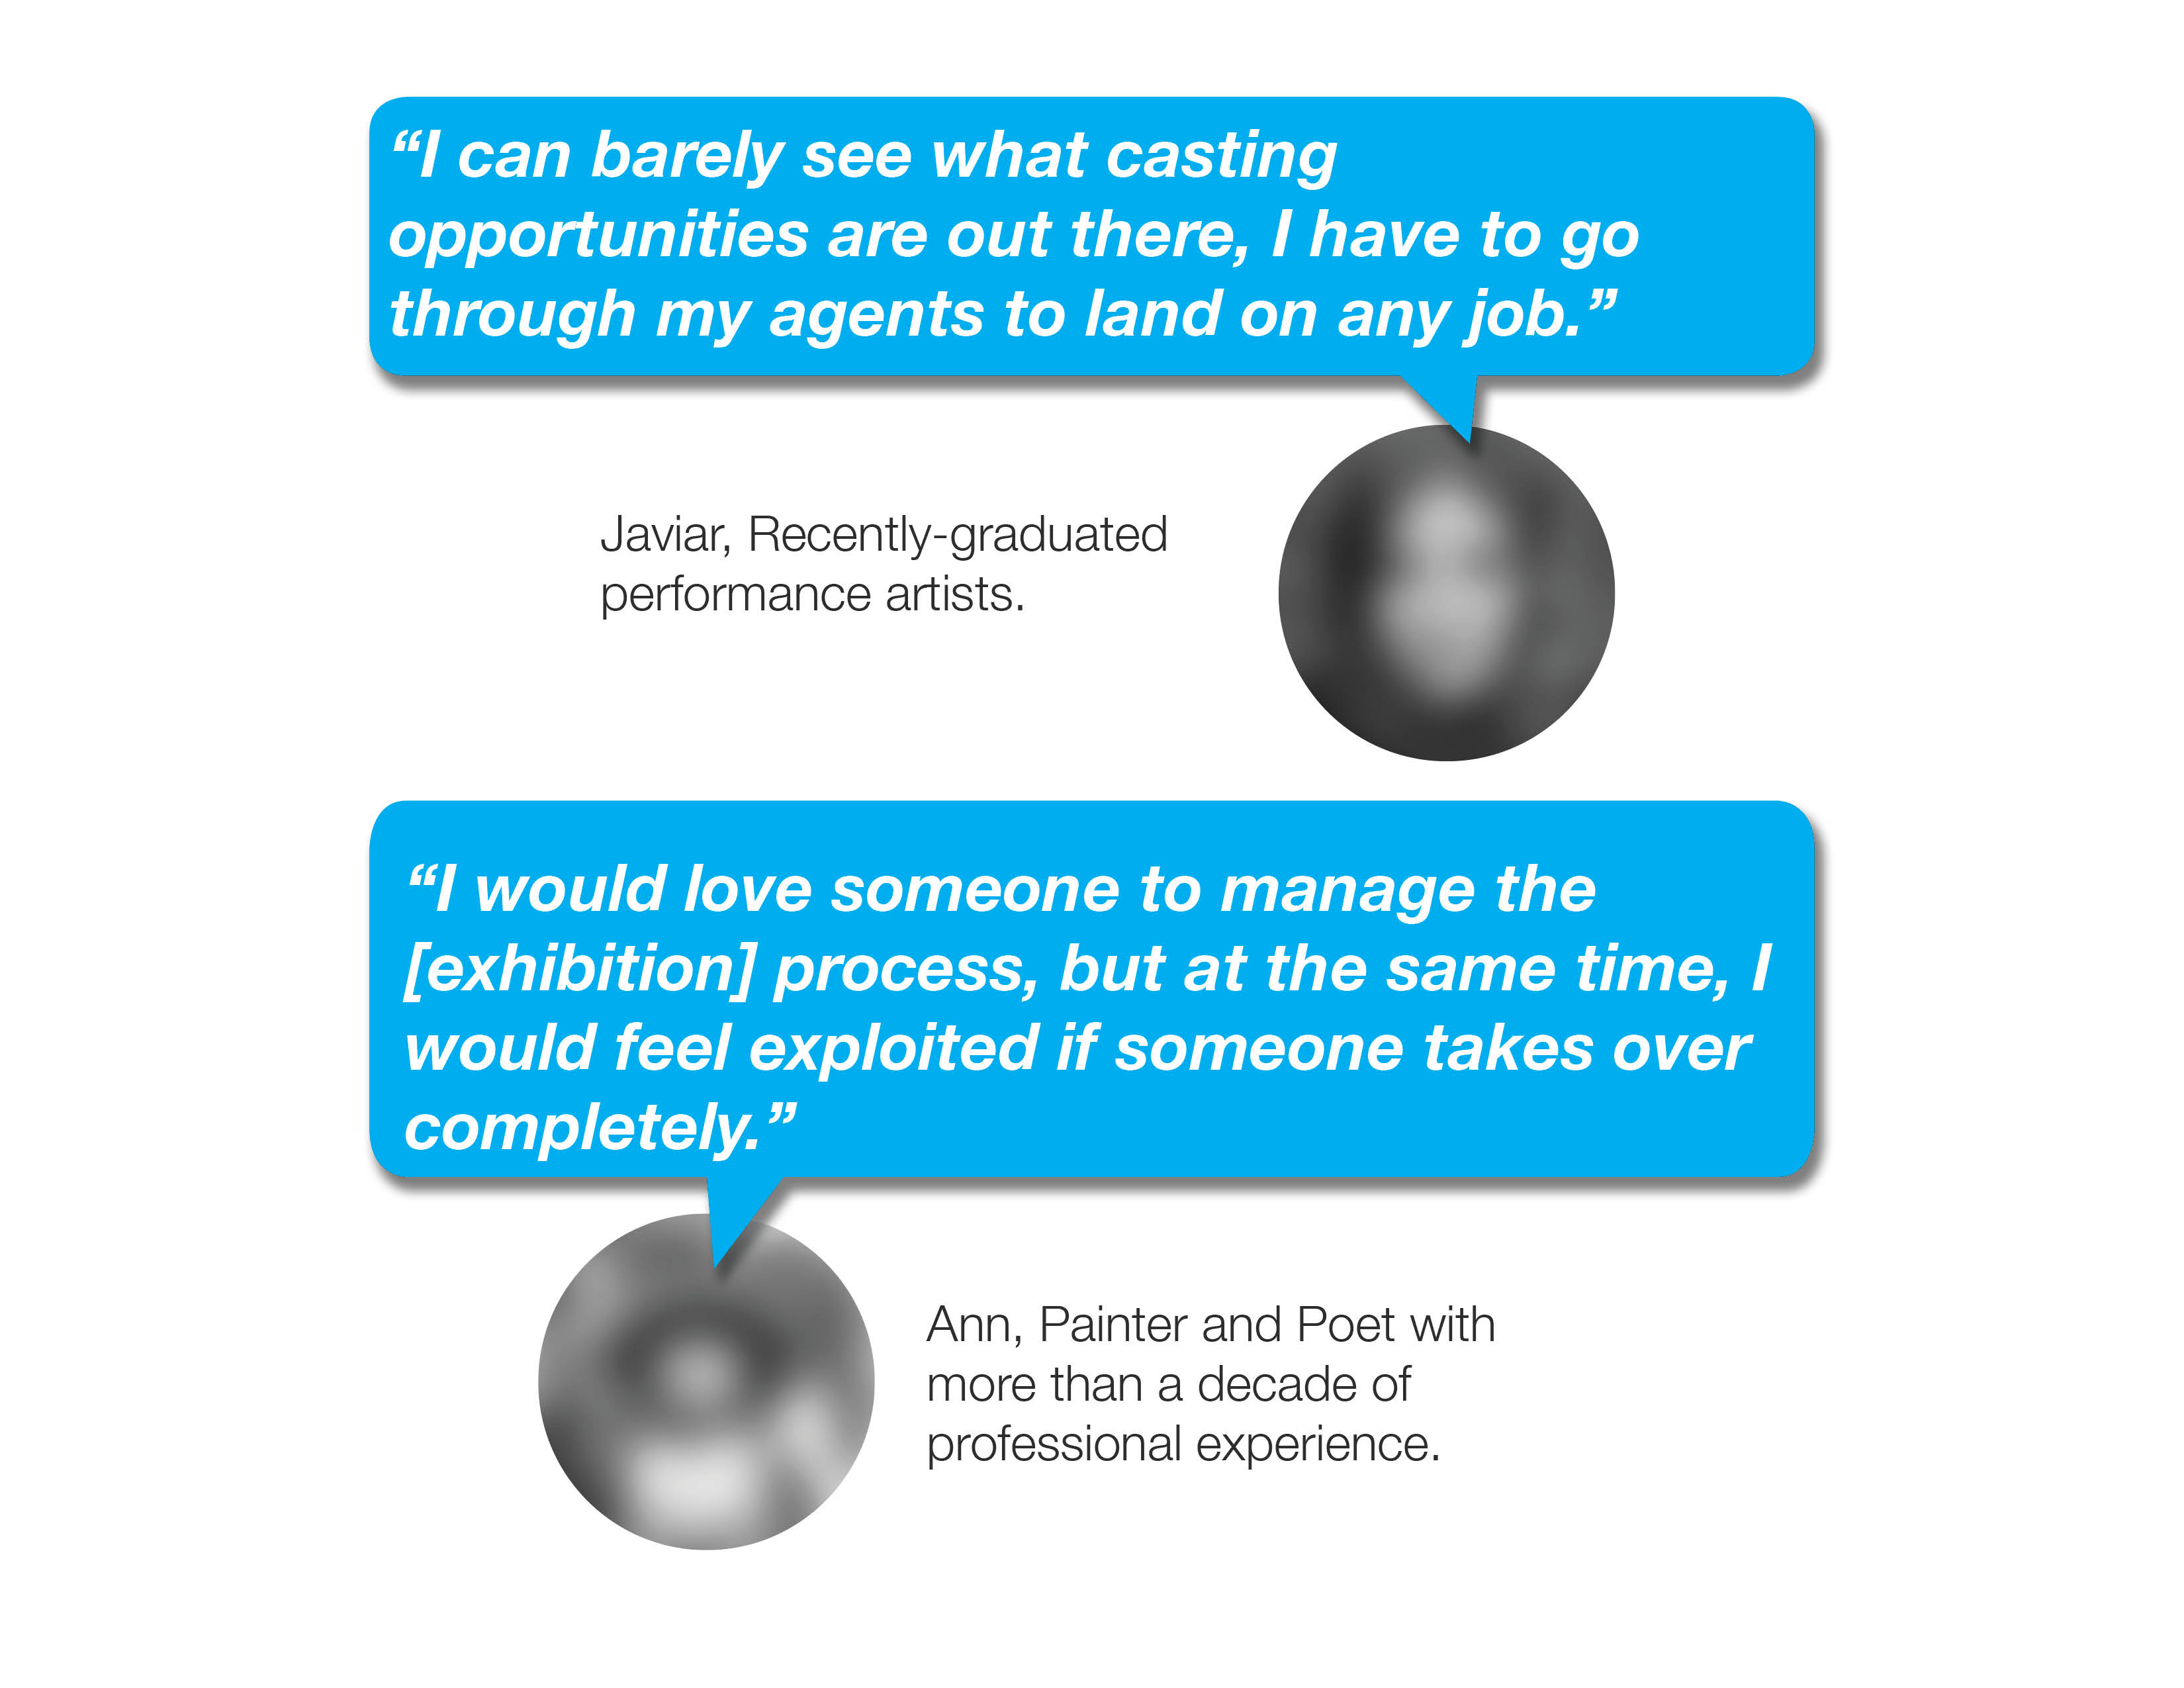 “I can barely see what casting
opportunities are out there, I have to go
through my agents to land on any job.”
Javiar, Recently-graduated
performance artists.
“I would love someone to manage the
[exhibition] process, but at the same time, I
would feel exploited if someone takes over
completely.”
Ann, Painter and Poet with
more than a decade of
professional experience.